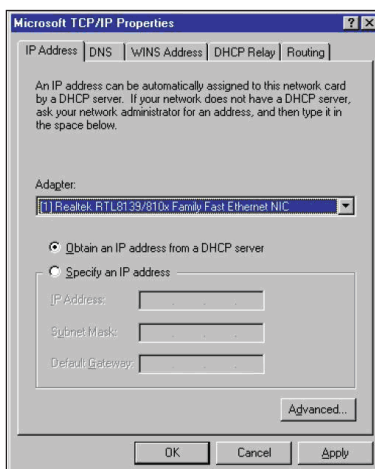 Microsoft TCP/IP Properties
IP Address DNS WINS Address DHCP Relay Routing
An IP address can be automatically assigned to this network card
by a DHCP server. If your network does not have a DHCP server,
ask your network administrator for an address, and then type it in
the space below.
Adapter:
[1] Realtek RTL8139/810x Family Fast Ethernet NIC
Obtain an IP address from a DHCP server
Specify an IP address
IP Address:
Subnet Mask:
Default Gateway:
Advanced...
OK Cancel Apply